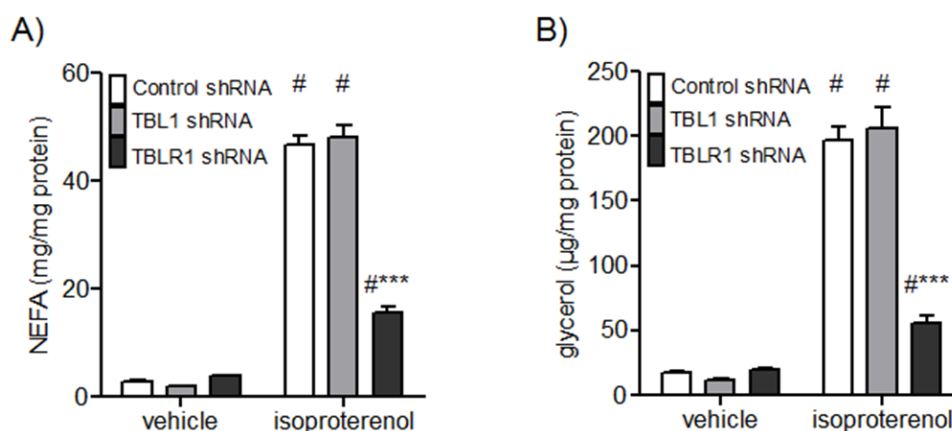 A)
60
40
20
0
NEFA (mg/mg protein)
Control shRNA
TBL1 shRNA
TBLR1 shRNA
# #
#***
vehicle isoproterenol
B)
250
200
150
100
50
0
glycerol (µg/mg protein)
Control shRNA
TBL1 shRNA
TBLR1 shRNA
# #
#***
vehicle isoproterenol